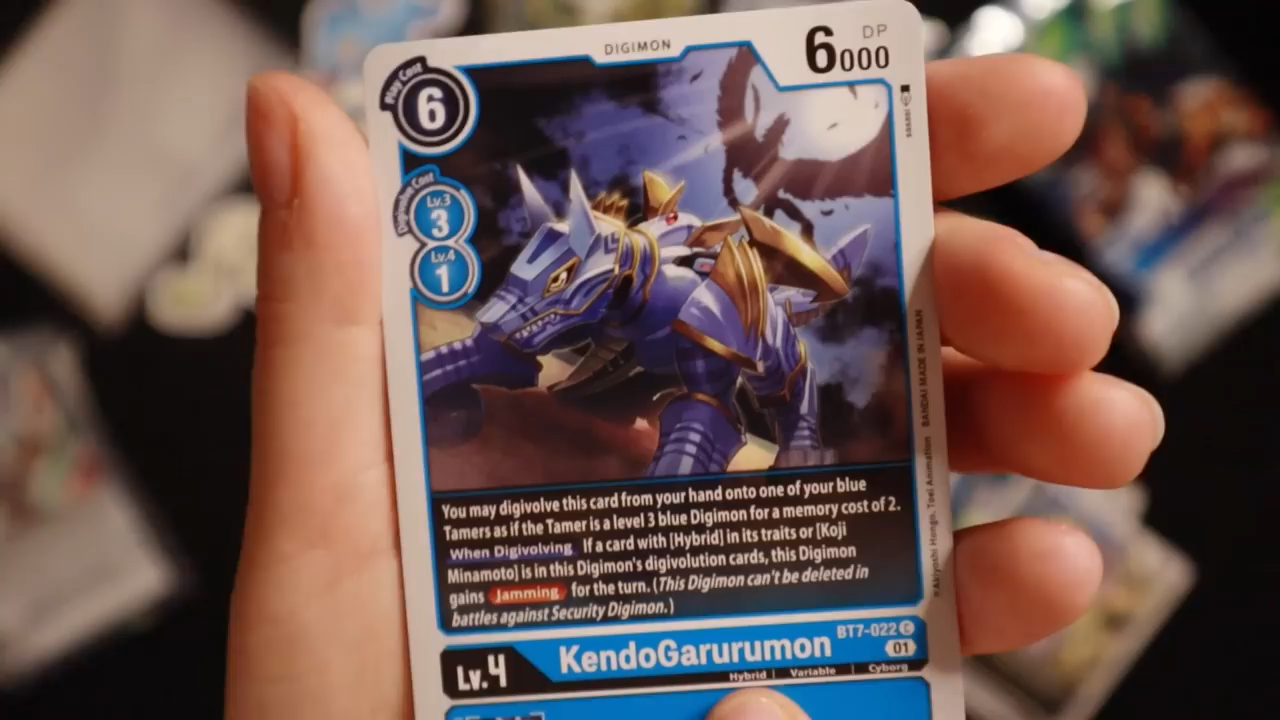 DIGIMON
DP
6000
Play Cost
6
Digivolve Cost
Lv.3
3
Lv.4
1
sasasi
BANDAI MADE IN JAPAN
©Akiyoshi Hongo, Toei Animation
You may digivolve this card from your hand onto one of your blue
Tamers as if the Tamer is a level 3 blue Digimon for a memory cost of 2.
When Digivolving If a card with [Hybrid] in its traits or [Koji
Minamoto] is in this Digimon's digivolution cards, this Digimon
gains Jamming for the turn. (This Digimon can't be deleted in
battles against Security Digimon.)
BT7-022 C
Lv.4
KendoGarurumon
01
Hybrid | Variable | Cyborg